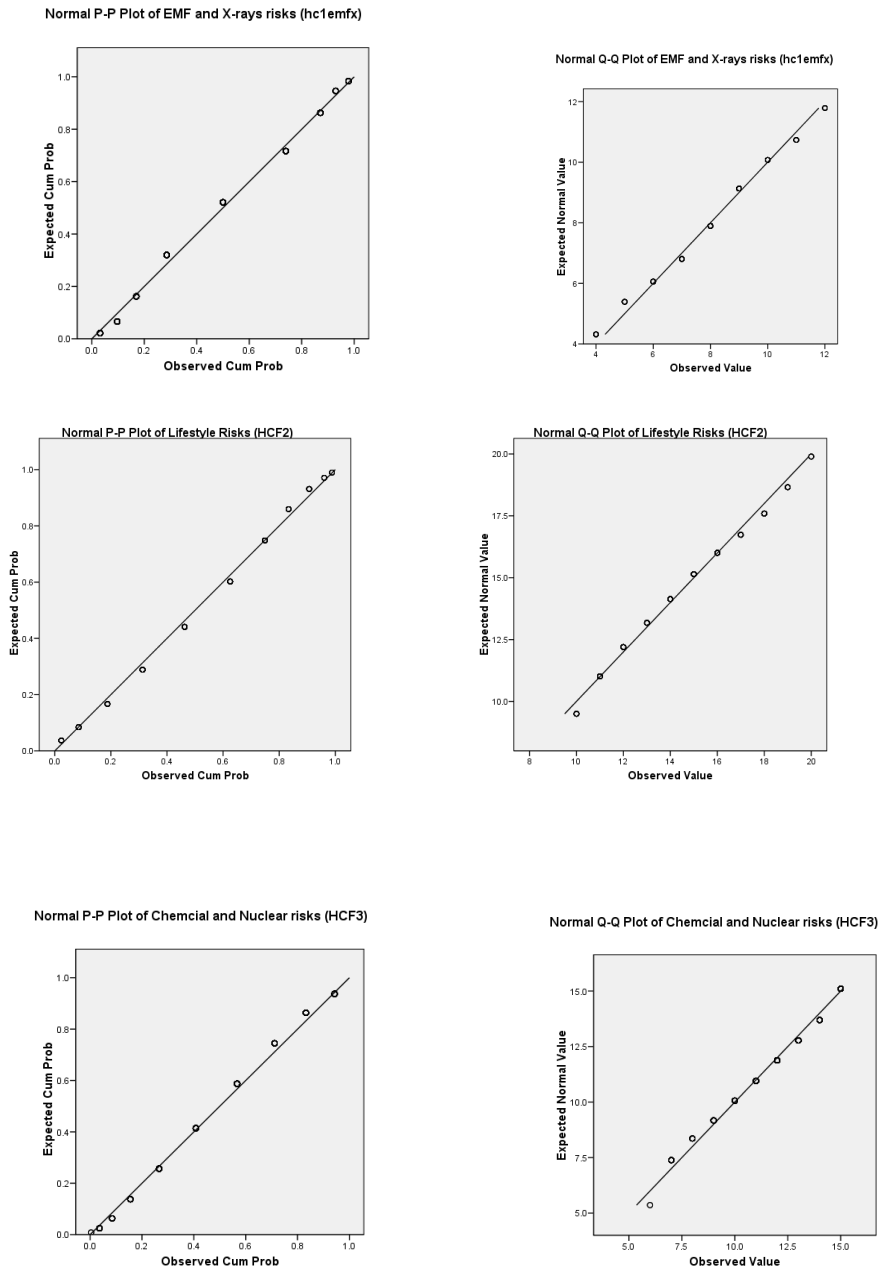 Normal P-P Plot of EMF and X-rays risks (hc1emfx)
1.0
0.8
0.6
0.4
0.2
0.0
Expected Cum Prob
0.0 0.2 0.4 0.6 0.8 1.0
Observed Cum Prob
Normal Q-Q Plot of EMF and X-rays risks (hc1emfx)
12
10
8
6
4
Expected Normal Value
4 6 8 10 12
Observed Value
Normal P-P Plot of Lifestyle Risks (HCF2)
1.0
0.8
0.6
0.4
0.2
0.0
Expected Cum Prob
0.0 0.2 0.4 0.6 0.8 1.0
Observed Cum Prob
Normal Q-Q Plot of Lifestyle Risks (HCF2)
20.0
17.5
15.0
12.5
10.0
Expected Normal Value
8 10 12 14 16 18 20
Observed Value
Normal P-P Plot of Chemcial and Nuclear risks (HCF3)
1.0
0.8
0.6
0.4
0.2
0.0
Expected Cum Prob
0.0 0.2 0.4 0.6 0.8 1.0
Observed Cum Prob
Normal Q-Q Plot of Chemcial and Nuclear risks (HCF3)
15.0
12.5
10.0
7.5
5.0
Expected Normal Value
5.0 7.5 10.0 12.5 15.0
Observed Value